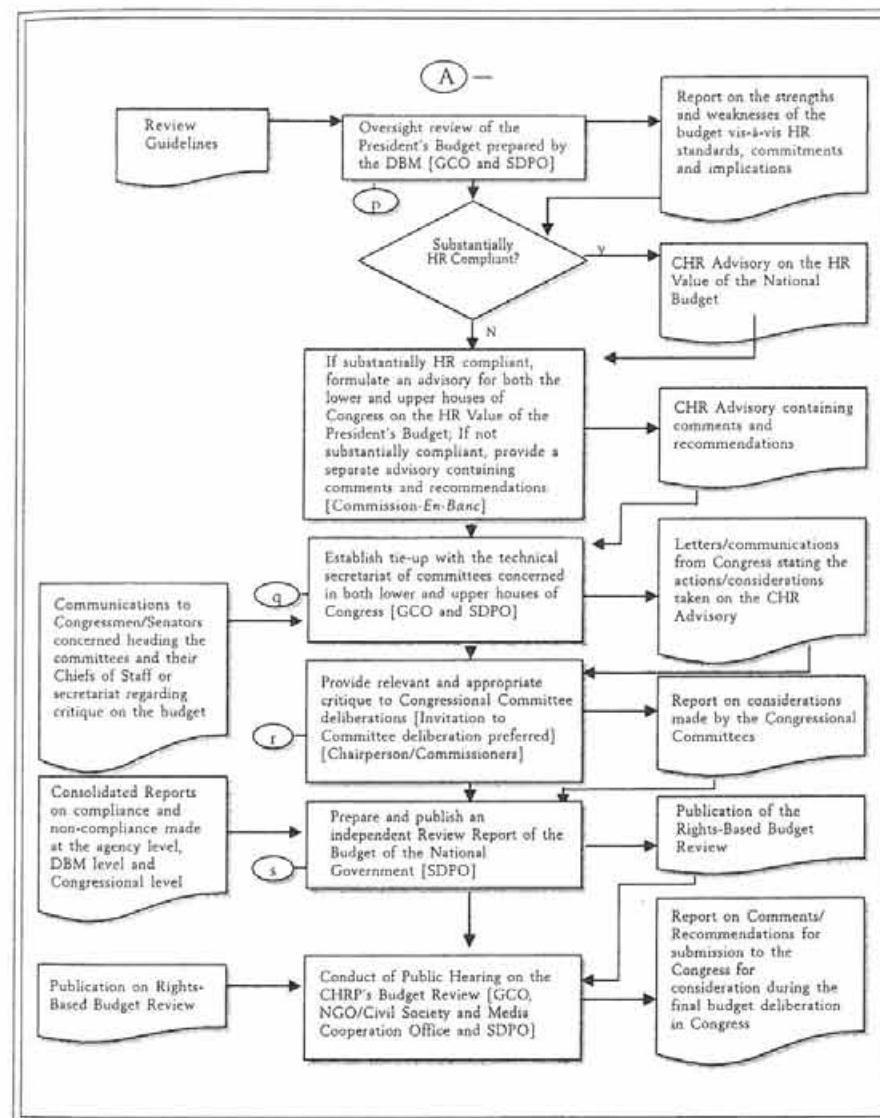 A
Review
Guidelines
Oversight review of the
President's Budget prepared by
the DBM [GCO and SDPO]
Report on the strengths
and weaknesses of the
budget vis-à-vis HR
standards, commitments
and implications
p
Substantially
HR Compliant?
y
CHR Advisory on the HR
Value of the National
Budget
N
If substantially HR compliant,
formulate an advisory for both the
lower and upper houses of
Congress on the HR Value of the
President's Budget; If not
substantially compliant, provide a
separate advisory containing
comments and recommendations
[Commission-En-Banc]
CHR Advisory containing
comments and
recommendations
Establish tie-up with the technical
secretariat of committees concerned
in both lower and upper houses of
Congress [GCO and SDPO]
q
Letters/communications
from Congress stating the
actions/considerations
taken on the CHR
Advisory
Communications to
Congressmen/Senators
concerned heading the
committees and their
Chiefs of Staff or
secretariat regarding
critique on the budget
Provide relevant and appropriate
critique to Congressional Committee
deliberations [Invitation to
Committee deliberation preferred]
[Chairperson/Commissioners]
r
Report on considerations
made by the Congressional
Committees
Consolidated Reports
on compliance and
non-compliance made
at the agency level,
DBM level and
Congressional level
Prepare and publish an
independent Review Report of the
Budget of the National
Government [SDPO]
s
Publication of the
Rights-Based Budget
Review
Publication on Rights-
Based Budget Review
Conduct of Public Hearing on the
CHRP's Budget Review [GCO,
NGO/Civil Society and Media
Cooperation Office and SDPO]
Report on Comments/
Recommendations for
submission to the
Congress for
consideration during the
final budget deliberation
in Congress